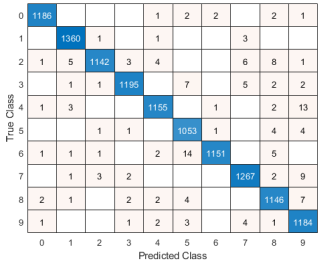 True Class
0 1186 1 2 2 2 1
1 1360 1 1 3
2 1 5 1142 3 4 6 8 1
3 1 1 1195 7 5 2 2
4 1 3 1155 1 2 13
5 1 1 1053 1 4 4
6 1 1 1 2 14 1151 5
7 1 3 2 1267 2 9
8 2 1 2 2 4 1146 7
9 1 1 2 3 4 1 1184
0 1 2 3 4 5 6 7 8 9
Predicted Class